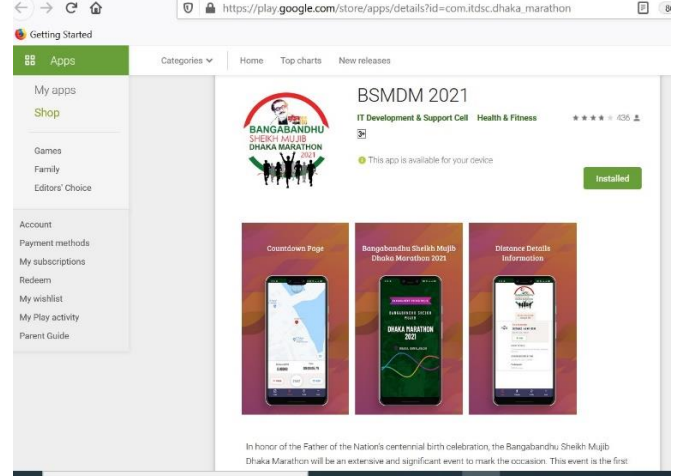 https://play.google.com/store/apps/details?id=com.itdsc.dhaka_marathon
Getting Started
Apps
Categories
Home
Top charts
New releases
My apps
Shop
Games
Family
Editors' Choice
Account
Payment methods
My subscriptions
Redeem
My wishlist
My Play activity
Parent Guide
BANGABANDHU
SHEIKH MUJIB
DHAKA MARATHON
2021
BSMDM 2021
IT Development & Support Cell Health & Fitness
436
3+
This app is available for your device
Installed
Countdown Page
Bangabandhu Sheikh Mujib
Dhaka Marathon 2021
BANGABANDHU SHEIKH
MUJIB
DHAKA MARATHON
2021
Distance Details
Information
In honor of the Father of the Nation's centennial birth celebration, the Bangabandhu Sheikh Mujib
Dhaka Marathon will be an extensive and significant event to mark the occasion. This event is the first